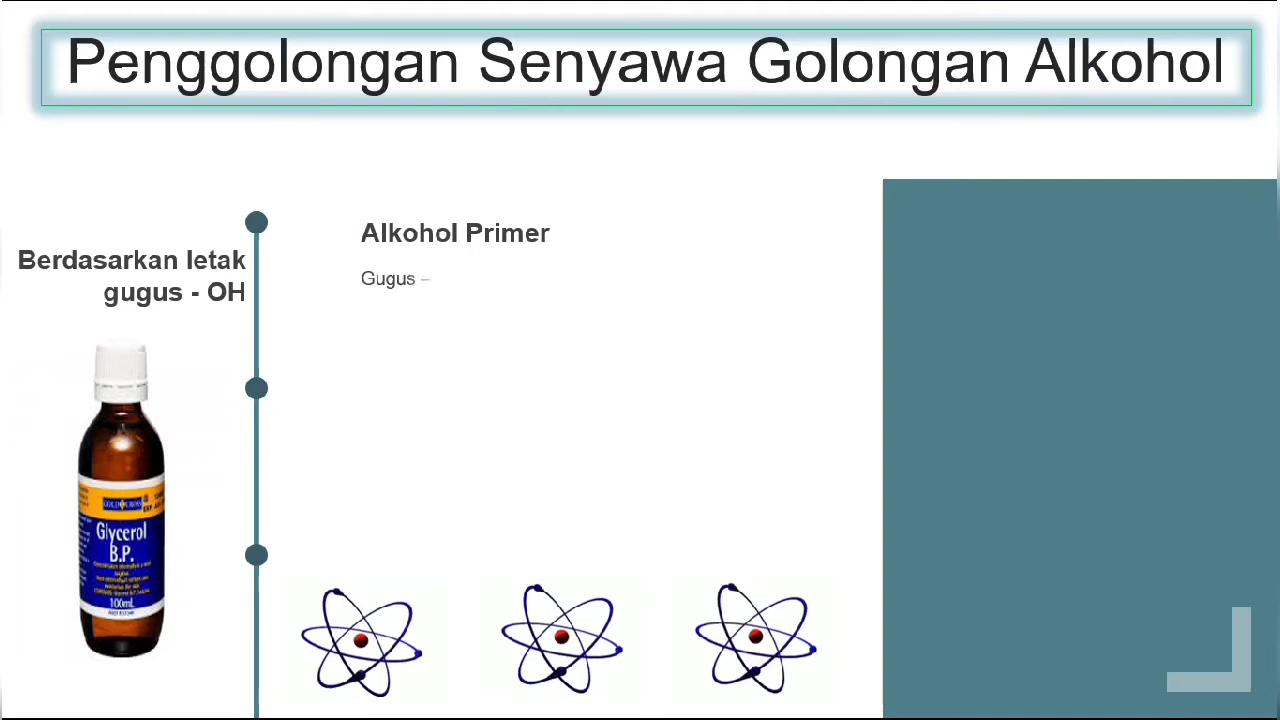 Penggolongan Senyawa Golongan Alkohol
Berdasarkan letak
gugus - OH
Alkohol Primer
Gugus –
Glycerol
B.P.
100mL